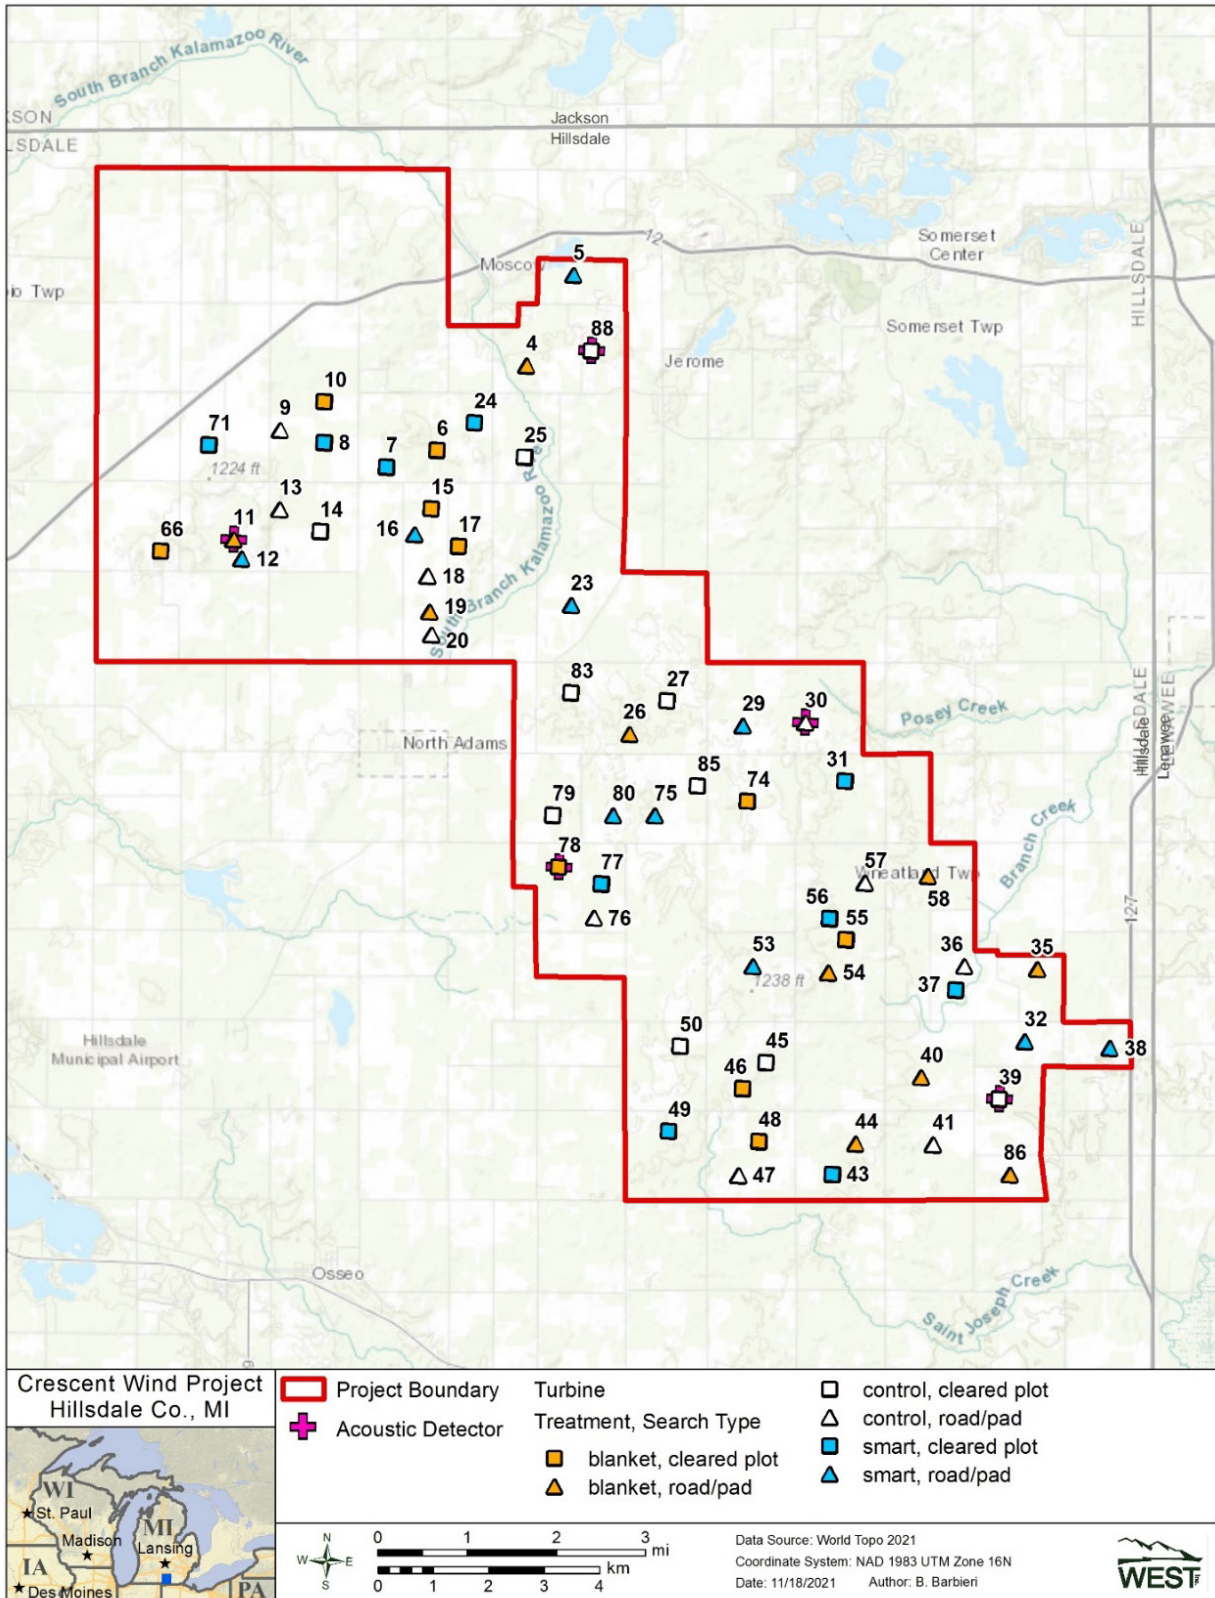 South Branch Kalamazoo River
KSON
LSDALE
Jackson
Hillsdale
12
Somerset
Center
HILLSDALE
Moscow
5
io Twp
88
Somerset Twp
4
Jerome
10
9
24
71
8
7
6
25
1224 ft
13
15
11
14
16
17
66
12
18
South Branch Kalamazoo River
23
19
20
83
27
26
29
30
Posey Creek
North Adams
HILLSDALE
Hillsdale
Lenawee
LENAWEE
31
85
74
79
80
75
Branch Creek
78
77
57
Wheatland Twp
58
56
76
55
127
53
54
36
35
1238 ft
37
50
45
32
38
Hillsdale
Municipal Airport
46
40
39
49
48
44
41
86
47
43
Osseo
Saint Joseph Creek
9
Crescent Wind Project
Hillsdale Co., MI
WI
St. Paul
Madison
MI
Lansing
IA
Des Moines
PA
Project Boundary
Acoustic Detector
Turbine
Treatment, Search Type
blanket, cleared plot
blanket, road/pad
control, cleared plot
control, road/pad
smart, cleared plot
smart, road/pad
N
W E
S
0 1 2 3
mi
km
0 1 2 3 4
Data Source: World Topo 2021
Coordinate System: NAD 1983 UTM Zone 16N
Date: 11/18/2021 Author: B. Barbieri
WEST